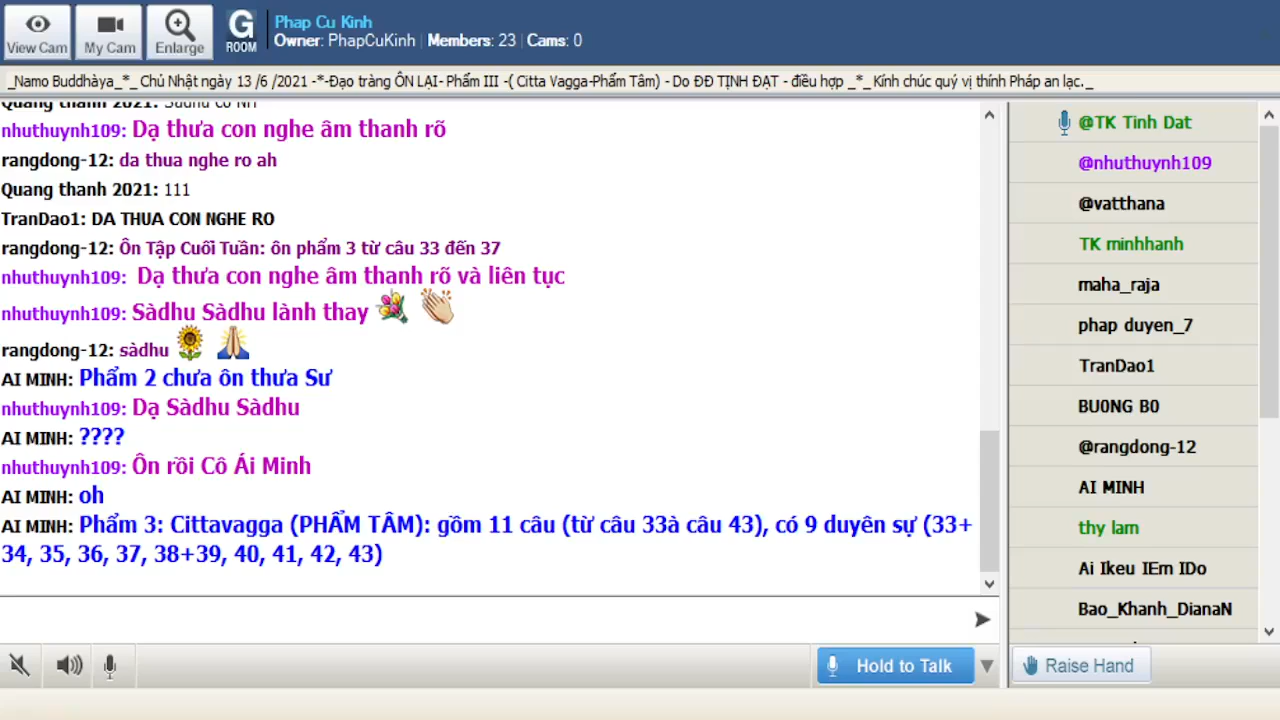 View Cam
My Cam
Enlarge
G
ROOM
Phap Cu Kinh
Owner: PhapCuKinh | Members: 23 | Cams: 0
_Namo Buddhàya_*_ Chủ Nhật ngày 13 /6 /2021 -*-Đạo tràng ÔN LẠI- Phẩm III -( Citta Vagga-Phẩm Tâm) - Do ĐĐ TỊNH ĐẠT - điều hợp _*_ Kính chúc quý vị thính Pháp an lạc._
Quang thanh 2021: Sadhu co NH
nhuthuynh109: Dạ thưa con nghe âm thanh rõ
rangdong-12: da thua nghe ro ah
Quang thanh 2021: 111
TranDao1: DA THUA CON NGHE RO
rangdong-12: Ôn Tập Cuối Tuần: ôn phẩm 3 từ câu 33 đến 37
nhuthuynh109: Dạ thưa con nghe âm thanh rõ và liên tục
nhuthuynh109: Sàdhu Sàdhu lành thay
rangdong-12: sàdhu
AI MINH: Phẩm 2 chưa ôn thưa Sư
nhuthuynh109: Dạ Sàdhu Sàdhu
AI MINH: ????
nhuthuynh109: Ôn rồi Cô Ái Minh
AI MINH: oh
AI MINH: Phẩm 3: Cittavagga (PHẨM TÂM): gồm 11 câu (từ câu 33à câu 43), có 9 duyên sự (33+
34, 35, 36, 37, 38+39, 40, 41, 42, 43)
@TK Tinh Dat
@nhuthuynh109
@vatthana
TK minhhanh
maha_raja
phap duyen_7
TranDao1
BU0NG B0
@rangdong-12
AI MINH
thy lam
Ai Ikeu IEm IDo
Bao_Khanh_DianaN
Hold to Talk
Raise Hand